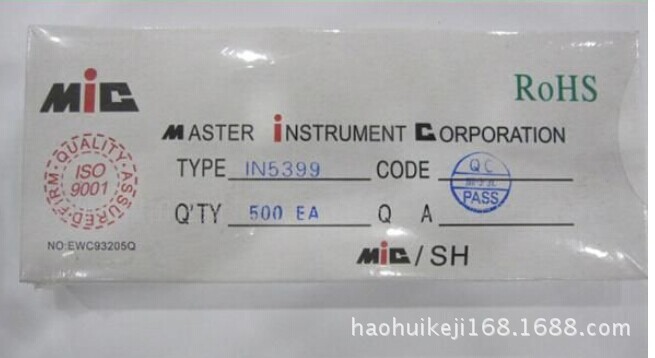 MiC
RoHS
MASTER iNSTRUMENT CORPORATION
FIRM·QUALITY·ASSURED
ISO
9001
TYPE IN5399 CODE
QC
PASS
Q'TY 500 EA Q A
NO:EWC93205Q
MiC/SH
haohuikeji168.1688.com